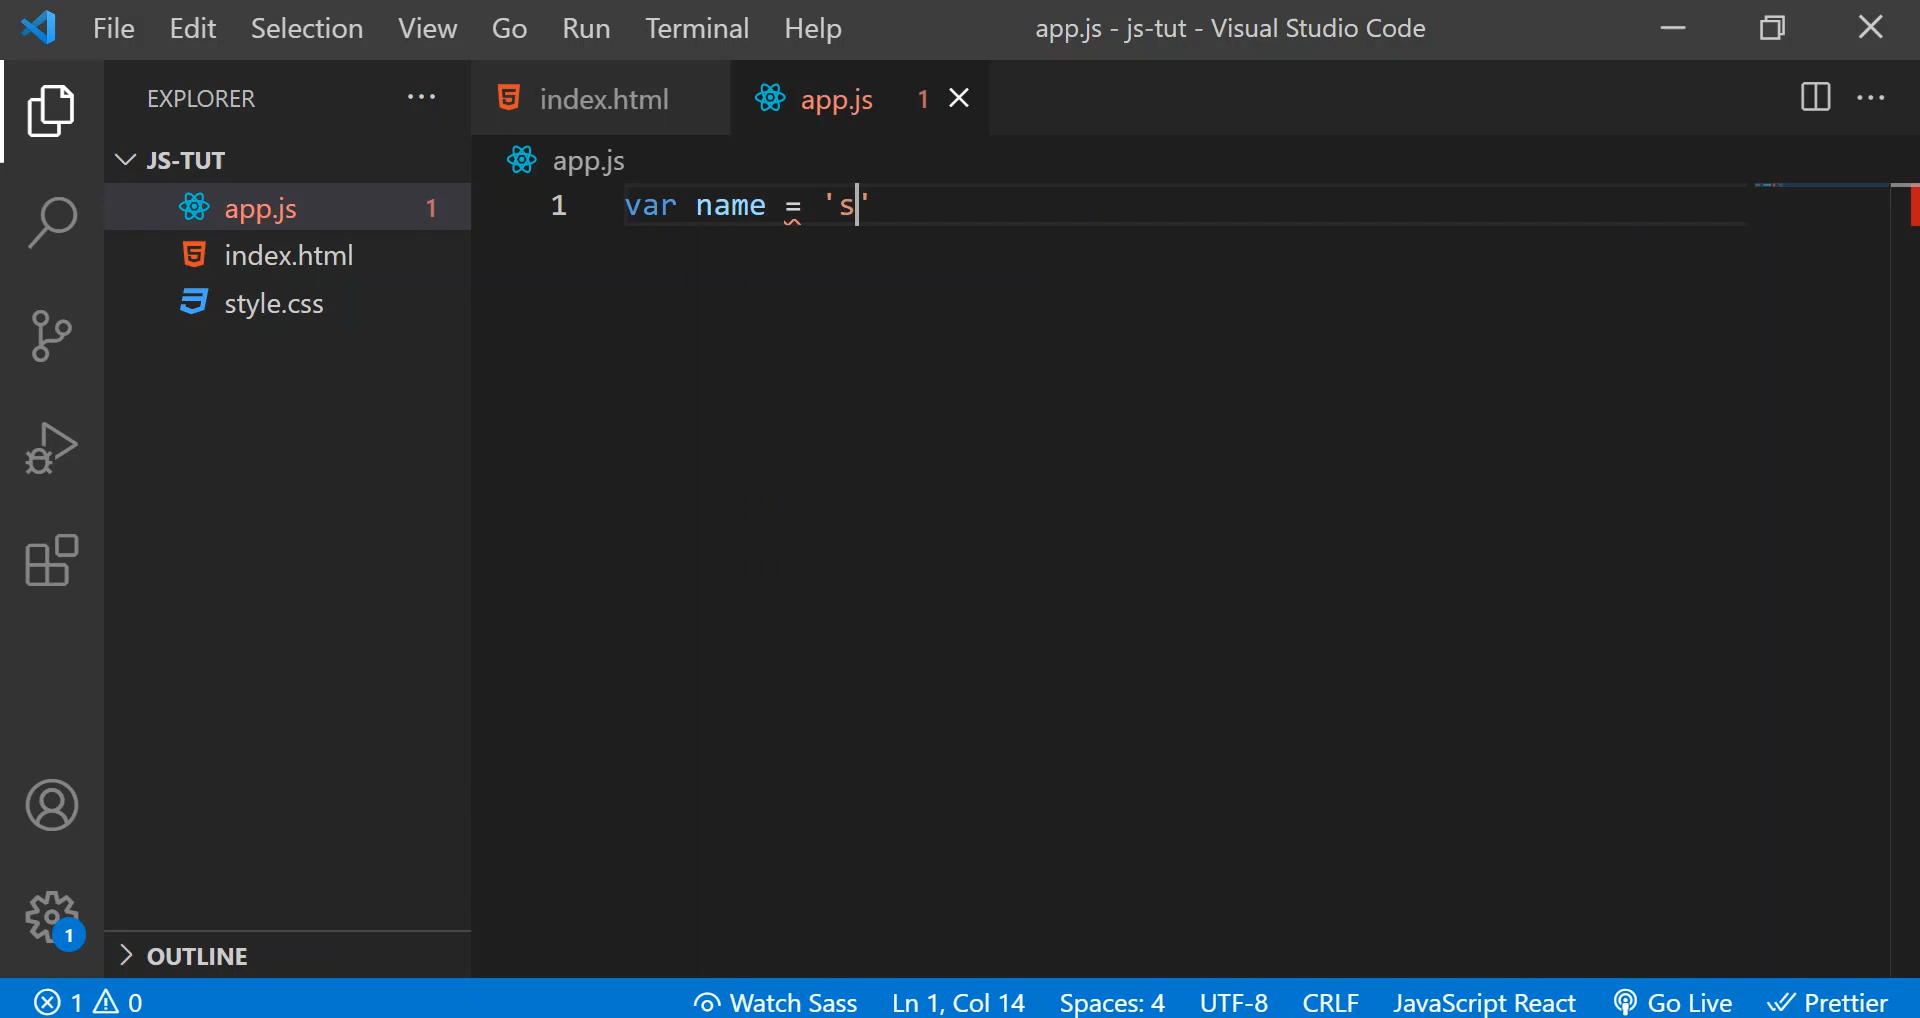 File Edit Selection View Go Run Terminal Help app.js - js-tut - Visual Studio Code
EXPLORER
index.html
app.js 1
JS-TUT
app.js
app.js 1
1 var name = 's'
index.html
style.css
1
OUTLINE
1 0 Watch Sass Ln 1, Col 14 Spaces: 4 UTF-8 CRLF JavaScript React Go Live Prettier